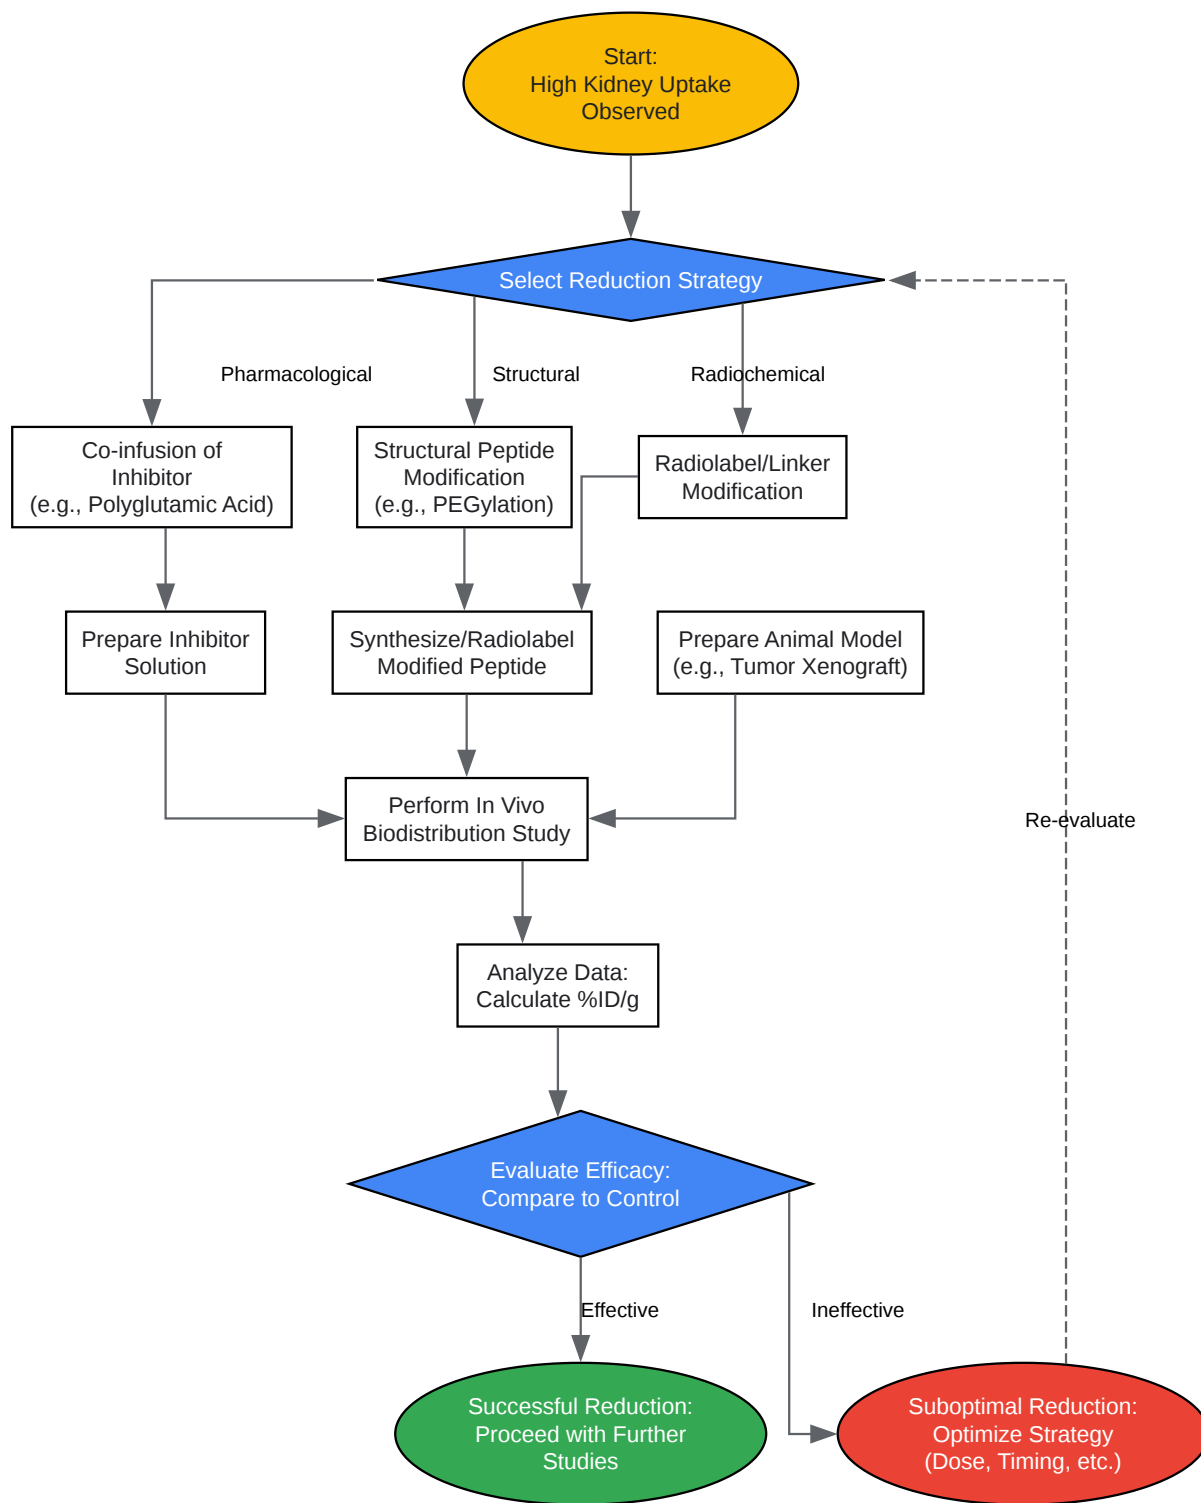 Start:
High Kidney Uptake
Observed
Select Reduction Strategy
Pharmacological
Structural
Radiochemical
Co-infusion of
Inhibitor
(e.g., Polyglutamic Acid)
Structural Peptide
Modification
(e.g., PEGylation)
Radiolabel/Linker
Modification
Prepare Inhibitor
Solution
Synthesize/Radiolabel
Modified Peptide
Prepare Animal Model
(e.g., Tumor Xenograft)
Perform In Vivo
Biodistribution Study
Re-evaluate
Analyze Data:
Calculate %ID/g
Evaluate Efficacy:
Compare to Control
Effective
Ineffective
Successful Reduction:
Proceed with Further
Studies
Suboptimal Reduction:
Optimize Strategy
(Dose, Timing, etc.)